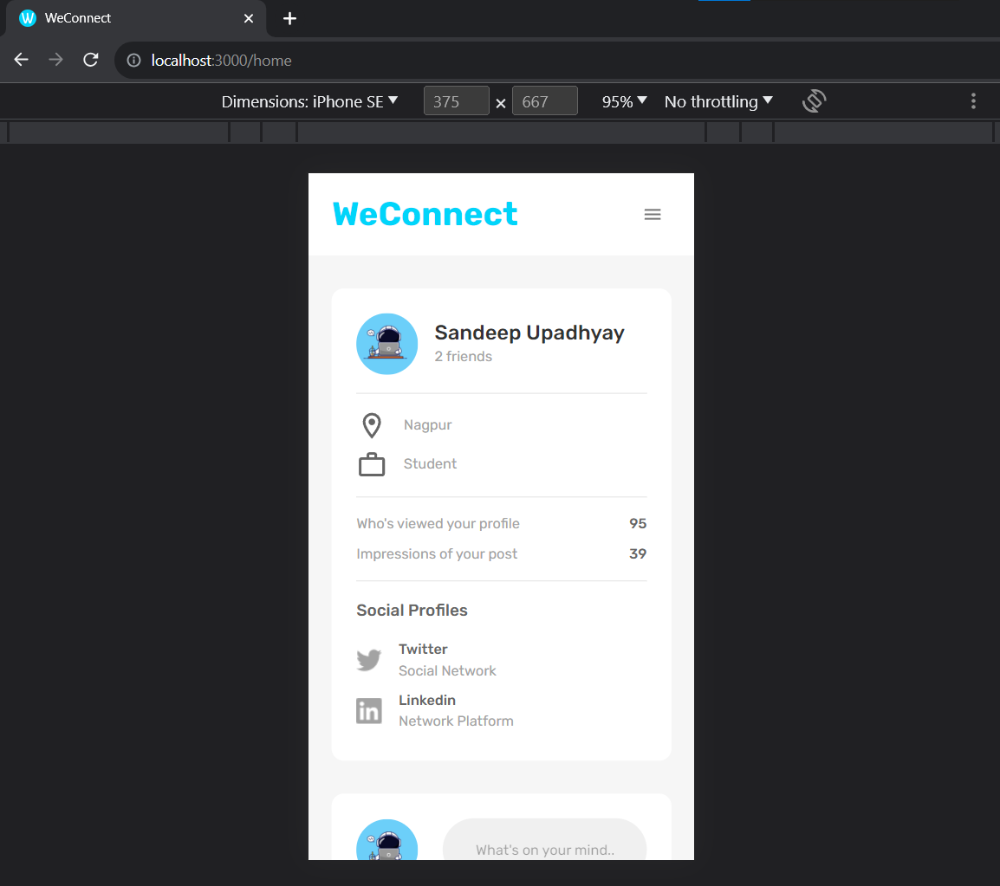 W WeConnect
localhost:3000/home
Dimensions: iPhone SE 375 × 667 95% No throttling
WeConnect
Sandeep Upadhyay
2 friends
Nagpur
Student
Who's viewed your profile 95
Impressions of your post 39
Social Profiles
Twitter
Social Network
in Linkedin
Network Platform
What's on your mind..